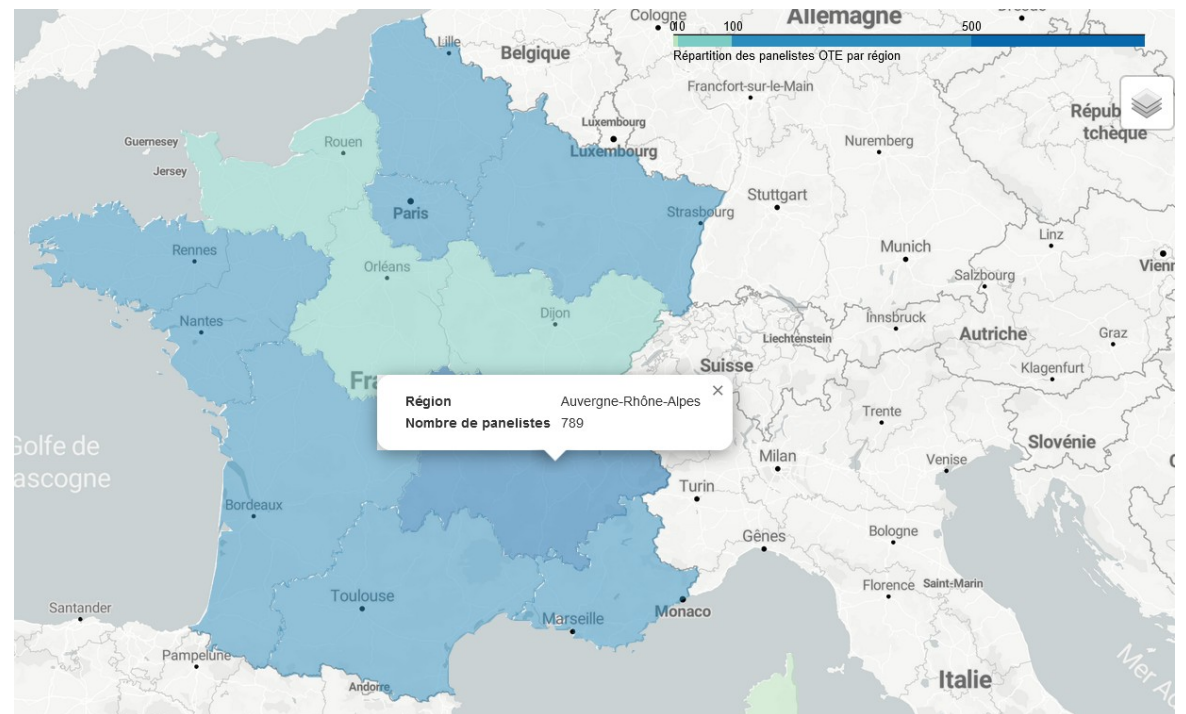 Cologne
Allemagne
0
10
100
500
Lille
Belgique
Répartition des panelistes OTE par région
Francfort-sur-le-Main
Luxembourg
Luxembourg
Répub
tchèque
Guernesey
Rouen
Nuremberg
Jersey
Stuttgart
Paris
Strasbourg
Rennes
Munich
Linz
Vienn
Orléans
Salzbourg
Dijon
Nantes
Innsbruck
Liechtenstein
Autriche
Graz
Suisse
Klagenfurt
Fra
Région Auvergne-Rhône-Alpes ×
Nombre de panelistes 789
Trente
Golfe de
ascogne
Slovénie
Milan
Venise
Turin
Bordeaux
Gênes
Bologne
Toulouse
Florence
Saint-Marin
Santander
Marseille
Monaco
Pampelune
Andorre
Italie
Mer Ad